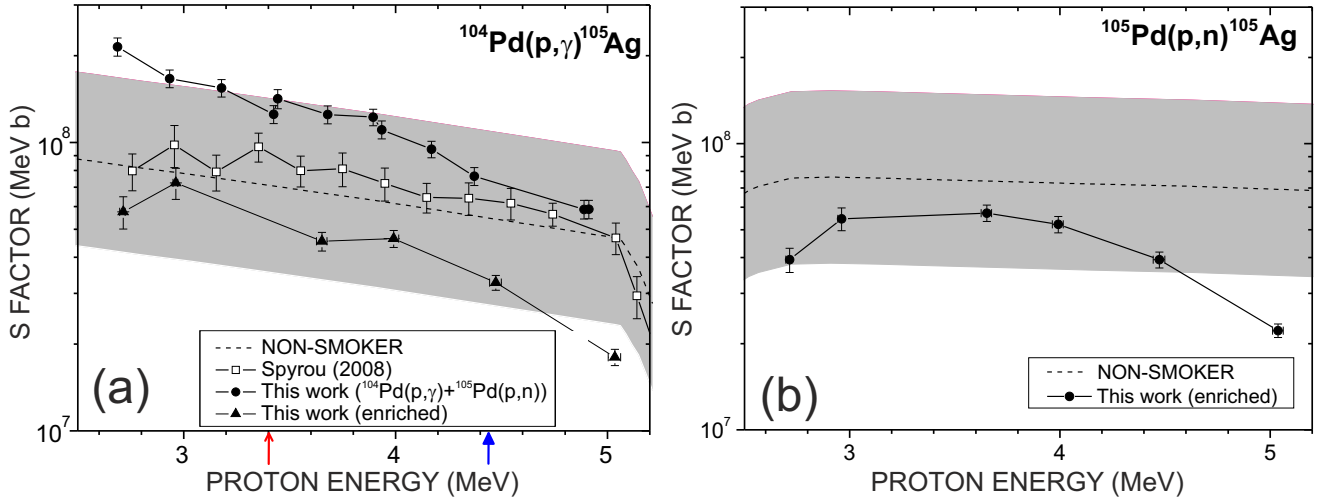 ¹⁰⁴Pd(p,γ)¹⁰⁵Ag
S FACTOR (MeV b)
10⁸
10⁷
NON-SMOKER
Spyrou (2008)
This work (¹⁰⁴Pd(p,γ)+¹⁰⁵Pd(p,n))
This work (enriched)
(a)
3 4 5
PROTON ENERGY (MeV)
¹⁰⁵Pd(p,n)¹⁰⁵Ag
S FACTOR (MeV b)
10⁸
10⁷
NON-SMOKER
This work (enriched)
(b)
3 4 5
PROTON ENERGY (MeV)